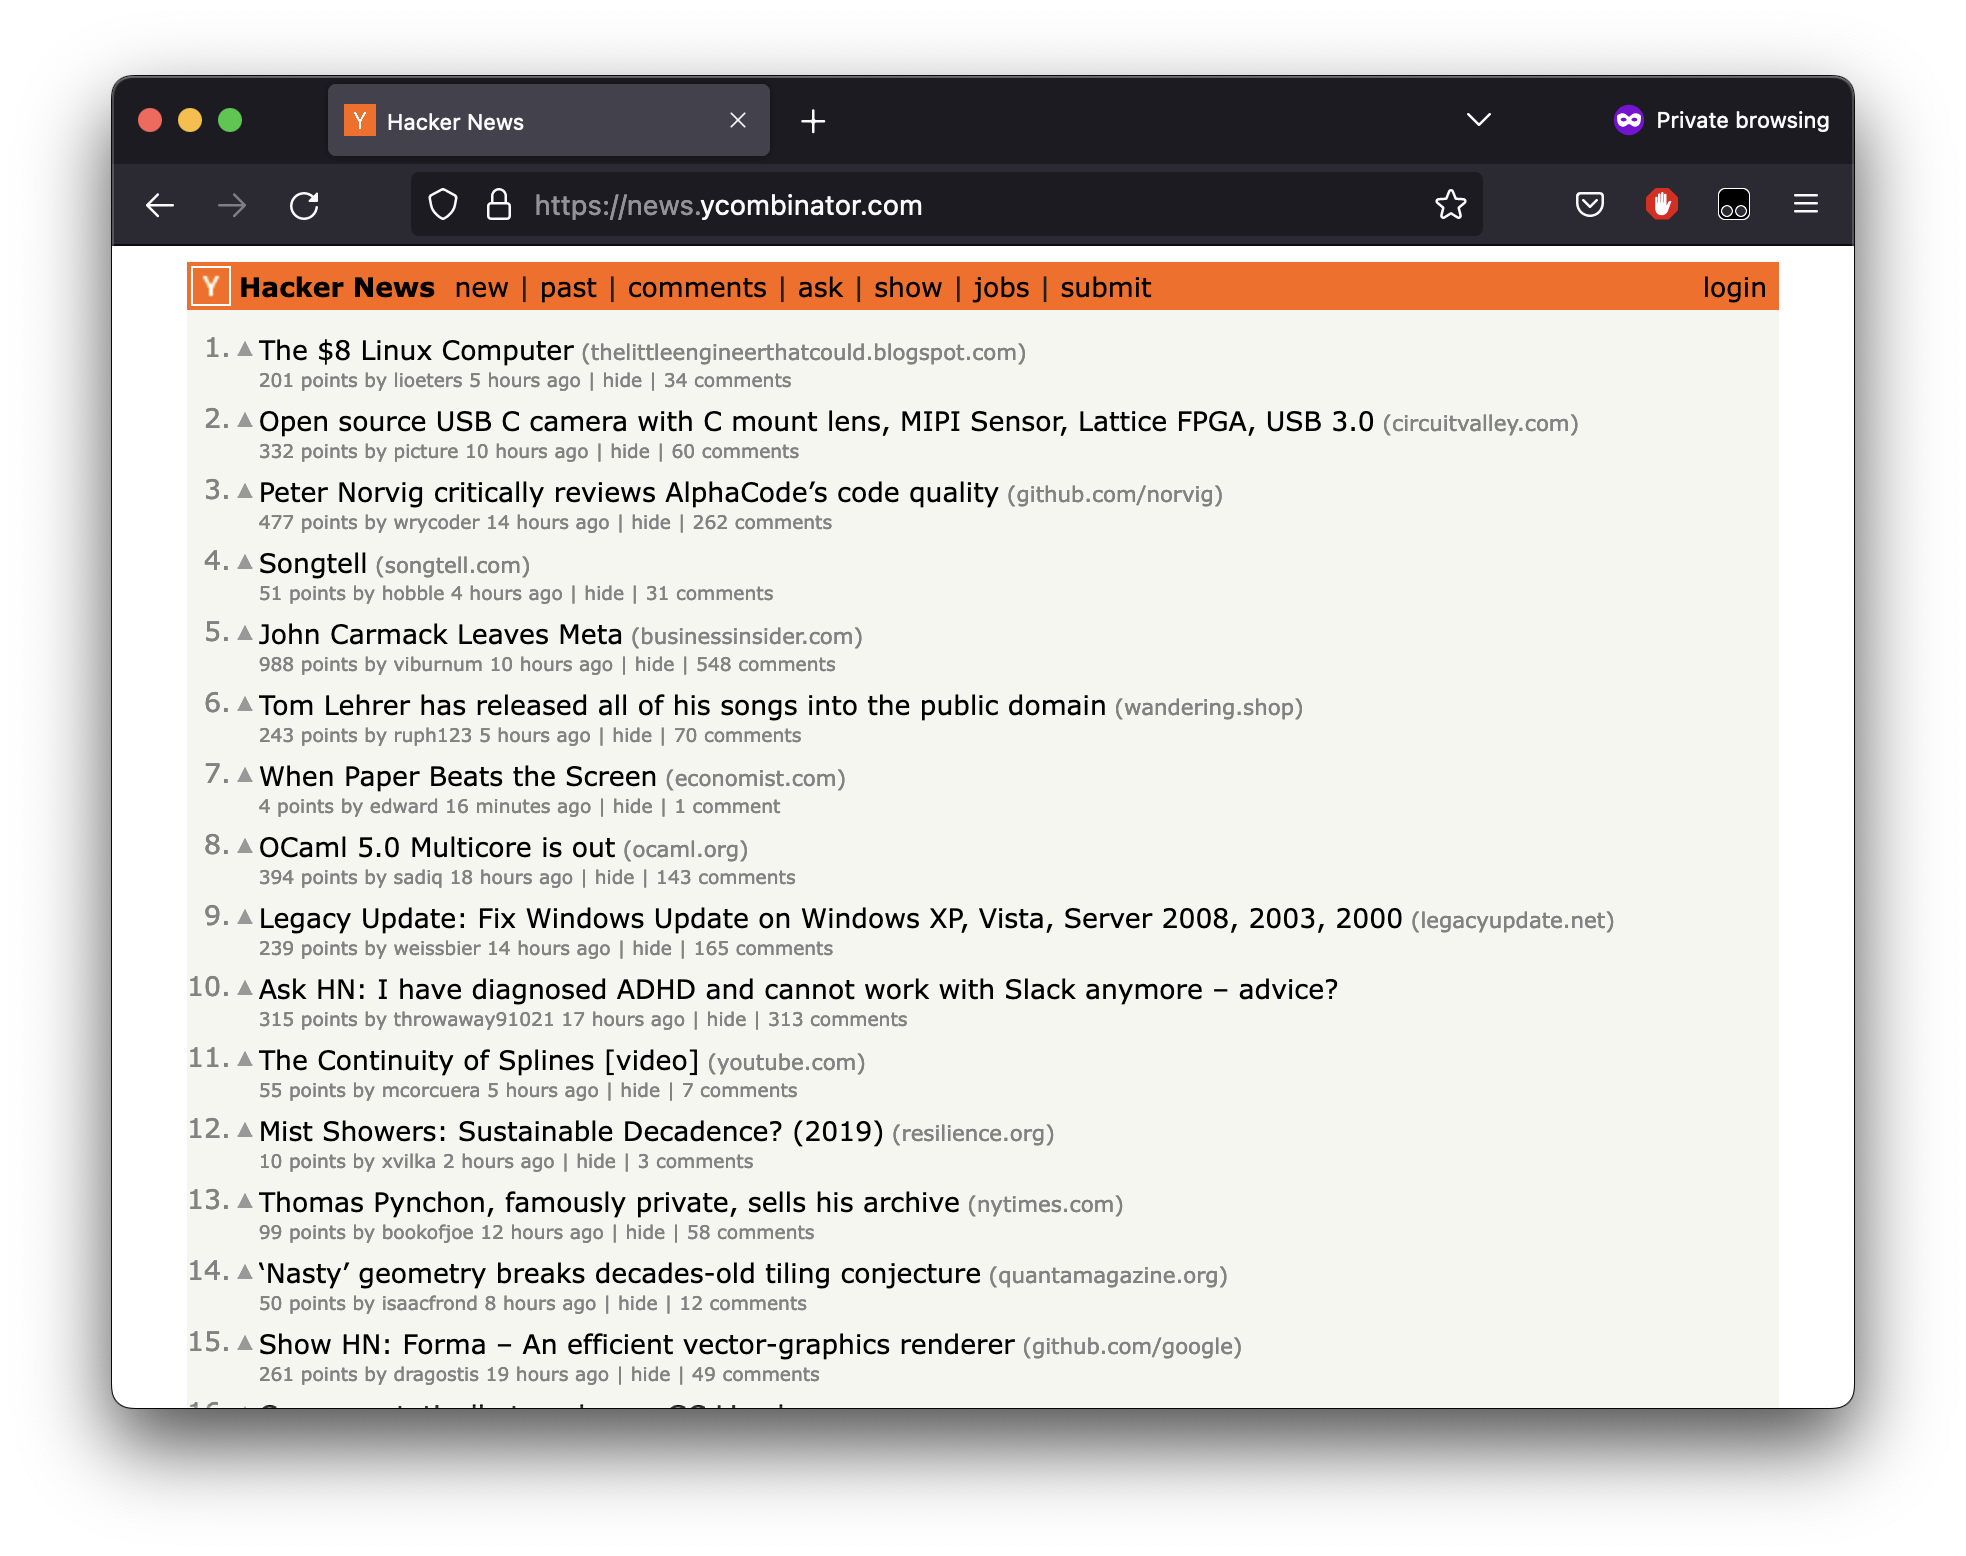 Y Hacker News
Private browsing
https://news.ycombinator.com
Y Hacker News new | past | comments | ask | show | jobs | submit login
1. The $8 Linux Computer (thelittleengineerthatcould.blogspot.com)
201 points by lioeters 5 hours ago | hide | 34 comments
2. Open source USB C camera with C mount lens, MIPI Sensor, Lattice FPGA, USB 3.0 (circuitvalley.com)
332 points by picture 10 hours ago | hide | 60 comments
3. Peter Norvig critically reviews AlphaCode’s code quality (github.com/norvig)
477 points by wrycoder 14 hours ago | hide | 262 comments
4. Songtell (songtell.com)
51 points by hobble 4 hours ago | hide | 31 comments
5. John Carmack Leaves Meta (businessinsider.com)
988 points by viburnum 10 hours ago | hide | 548 comments
6. Tom Lehrer has released all of his songs into the public domain (wandering.shop)
243 points by ruph123 5 hours ago | hide | 70 comments
7. When Paper Beats the Screen (economist.com)
4 points by edward 16 minutes ago | hide | 1 comment
8. OCaml 5.0 Multicore is out (ocaml.org)
394 points by sadiq 18 hours ago | hide | 143 comments
9. Legacy Update: Fix Windows Update on Windows XP, Vista, Server 2008, 2003, 2000 (legacyupdate.net)
239 points by weissbier 14 hours ago | hide | 165 comments
10. Ask HN: I have diagnosed ADHD and cannot work with Slack anymore – advice?
315 points by throwaway91021 17 hours ago | hide | 313 comments
11. The Continuity of Splines [video] (youtube.com)
55 points by mcorcuera 5 hours ago | hide | 7 comments
12. Mist Showers: Sustainable Decadence? (2019) (resilience.org)
10 points by xvilka 2 hours ago | hide | 3 comments
13. Thomas Pynchon, famously private, sells his archive (nytimes.com)
99 points by bookofjoe 12 hours ago | hide | 58 comments
14. ‘Nasty’ geometry breaks decades-old tiling conjecture (quantamagazine.org)
50 points by isaacfrond 8 hours ago | hide | 12 comments
15. Show HN: Forma – An efficient vector-graphics renderer (github.com/google)
261 points by dragostis 19 hours ago | hide | 49 comments